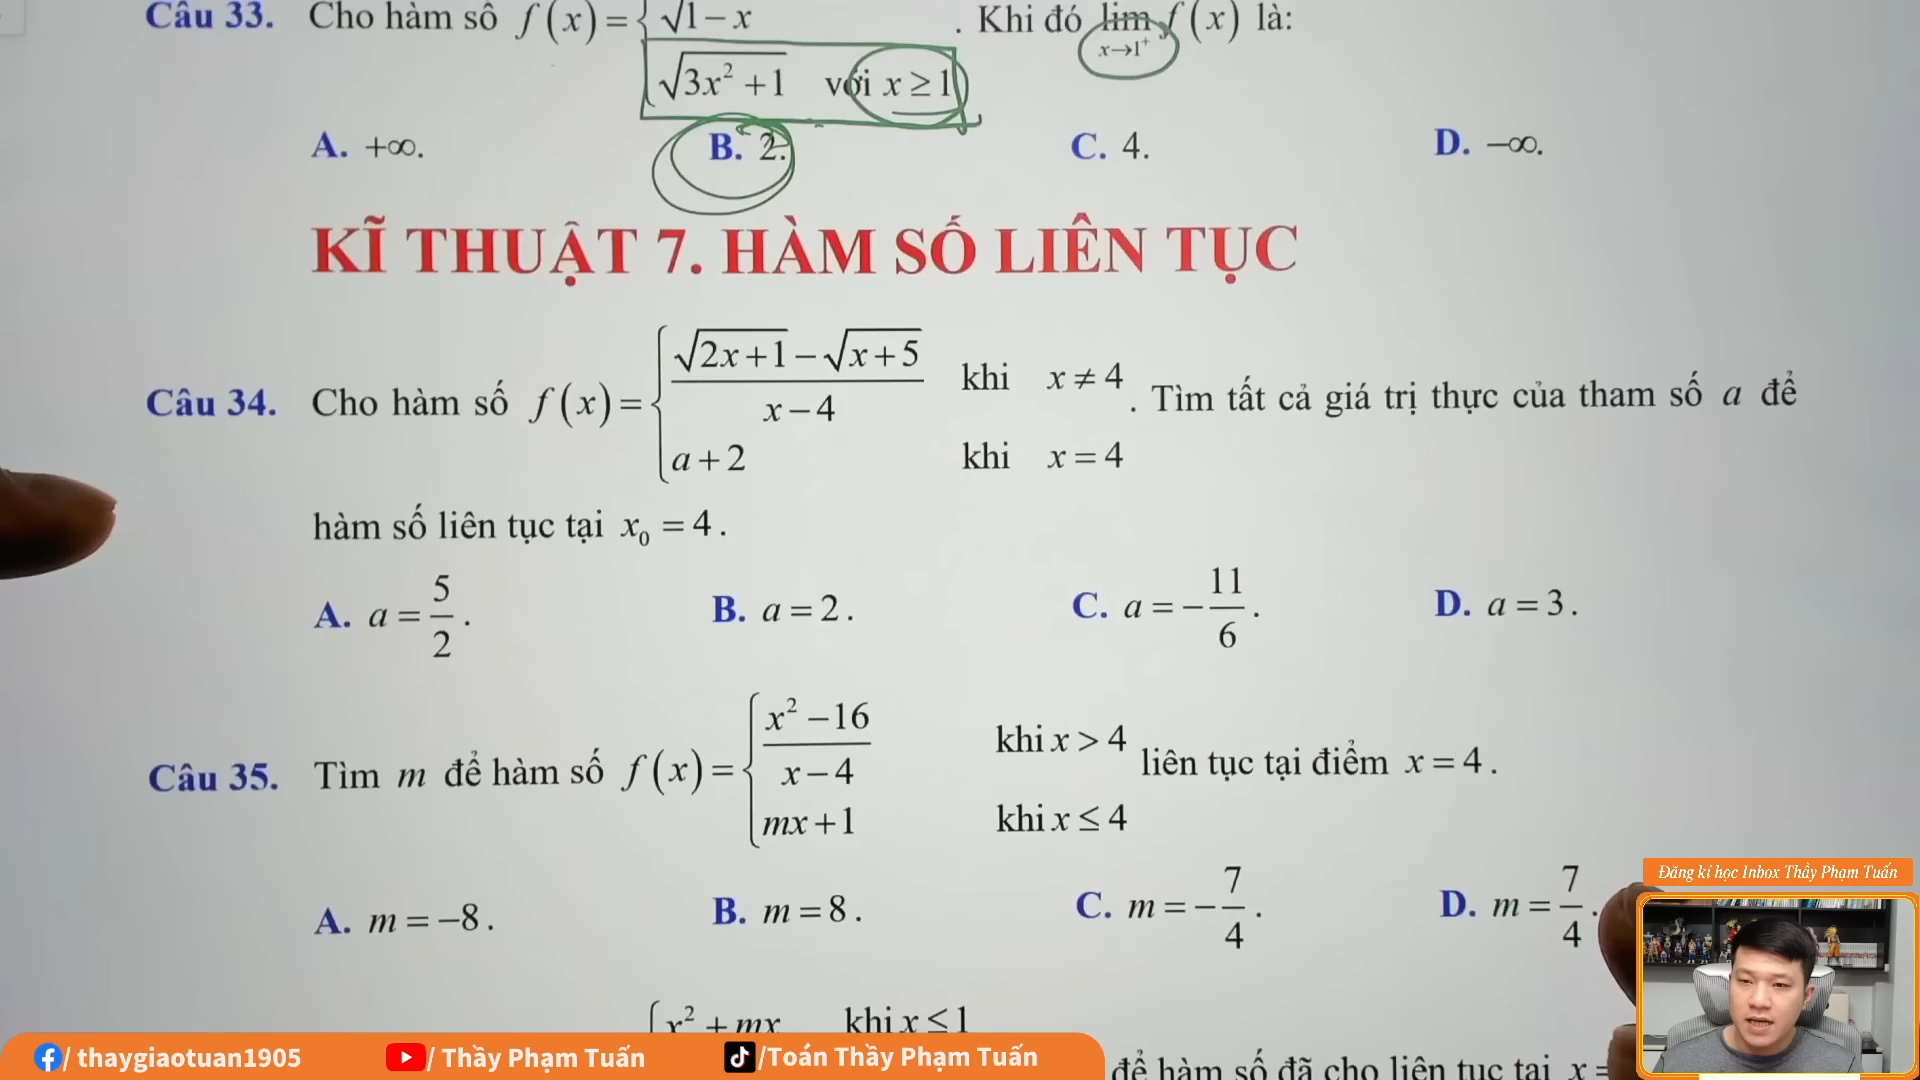 Câu 33. Cho hàm số f(x) = { √1−x
. Khi đó lim f(x) là:
x→1⁺
√3x² + 1 với x ≥ 1
A. +∞. B. 2. C. 4. D. −∞.
KĨ THUẬT 7. HÀM SỐ LIÊN TỤC
√2x+1 − √x+5
khi x ≠ 4
Câu 34. Cho hàm số f(x) = { x − 4 . Tìm tất cả giá trị thực của tham số a để
a + 2 khi x = 4
hàm số liên tục tại x₀ = 4.
A. a = 5/2. B. a = 2. C. a = −11/6. D. a = 3.
x² − 16
khi x > 4
Câu 35. Tìm m để hàm số f(x) = { x − 4 liên tục tại điểm x = 4.
mx + 1 khi x ≤ 4
A. m = −8. B. m = 8. C. m = −7/4. D. m = 7/4.
x² + mx khi x ≤ 1
để hàm số đã cho liên tục tại x =
Đăng kí học Inbox Thầy Phạm Tuấn
/ thaygiaotuan1905 / Thầy Phạm Tuấn /Toán Thầy Phạm Tuấn